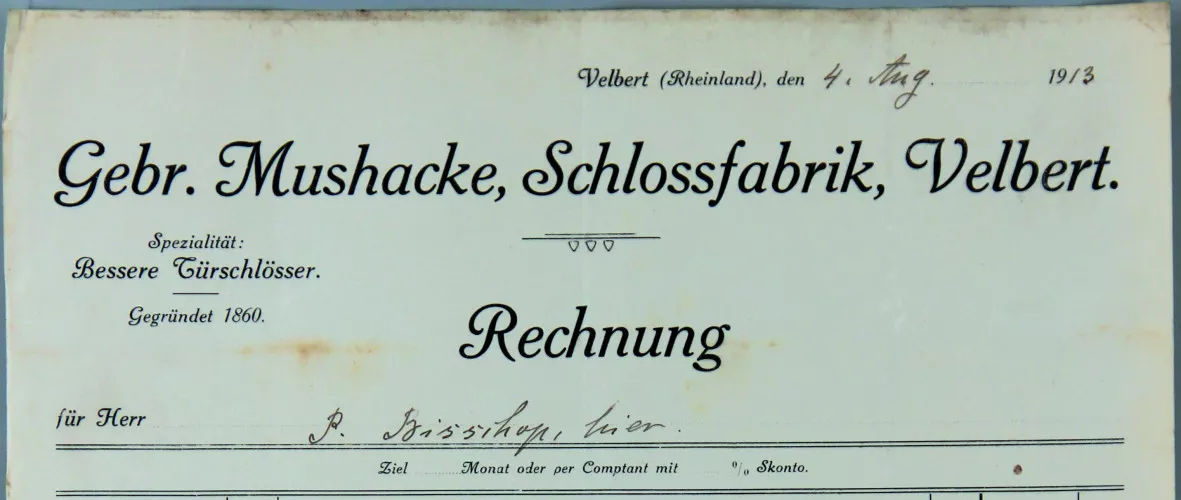 Velbert (Rheinland), den 4. Aug. 1913
Gebr. Mushacke, Schlossfabrik, Velbert.
Spezialität:
Bessere Türschlösser.
Gegründet 1860.
Rechnung
für Herr P. Bisschop, hier.
Ziel Monat oder per Comptant mit % Skonto.